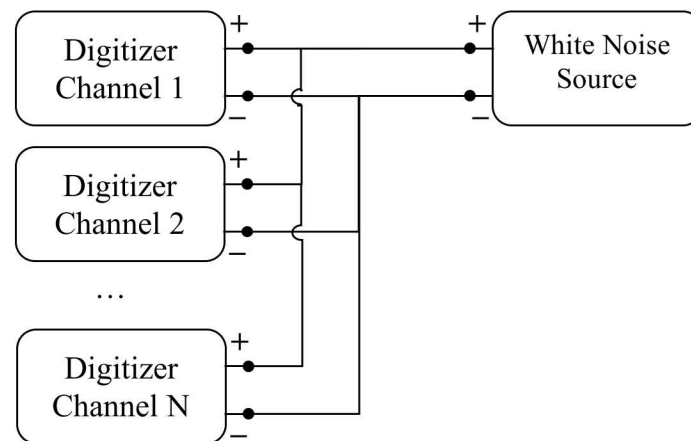 Digitizer
Channel 1
+
−
+
−
White Noise
Source
Digitizer
Channel 2
+
−
...
Digitizer
Channel N
+
−